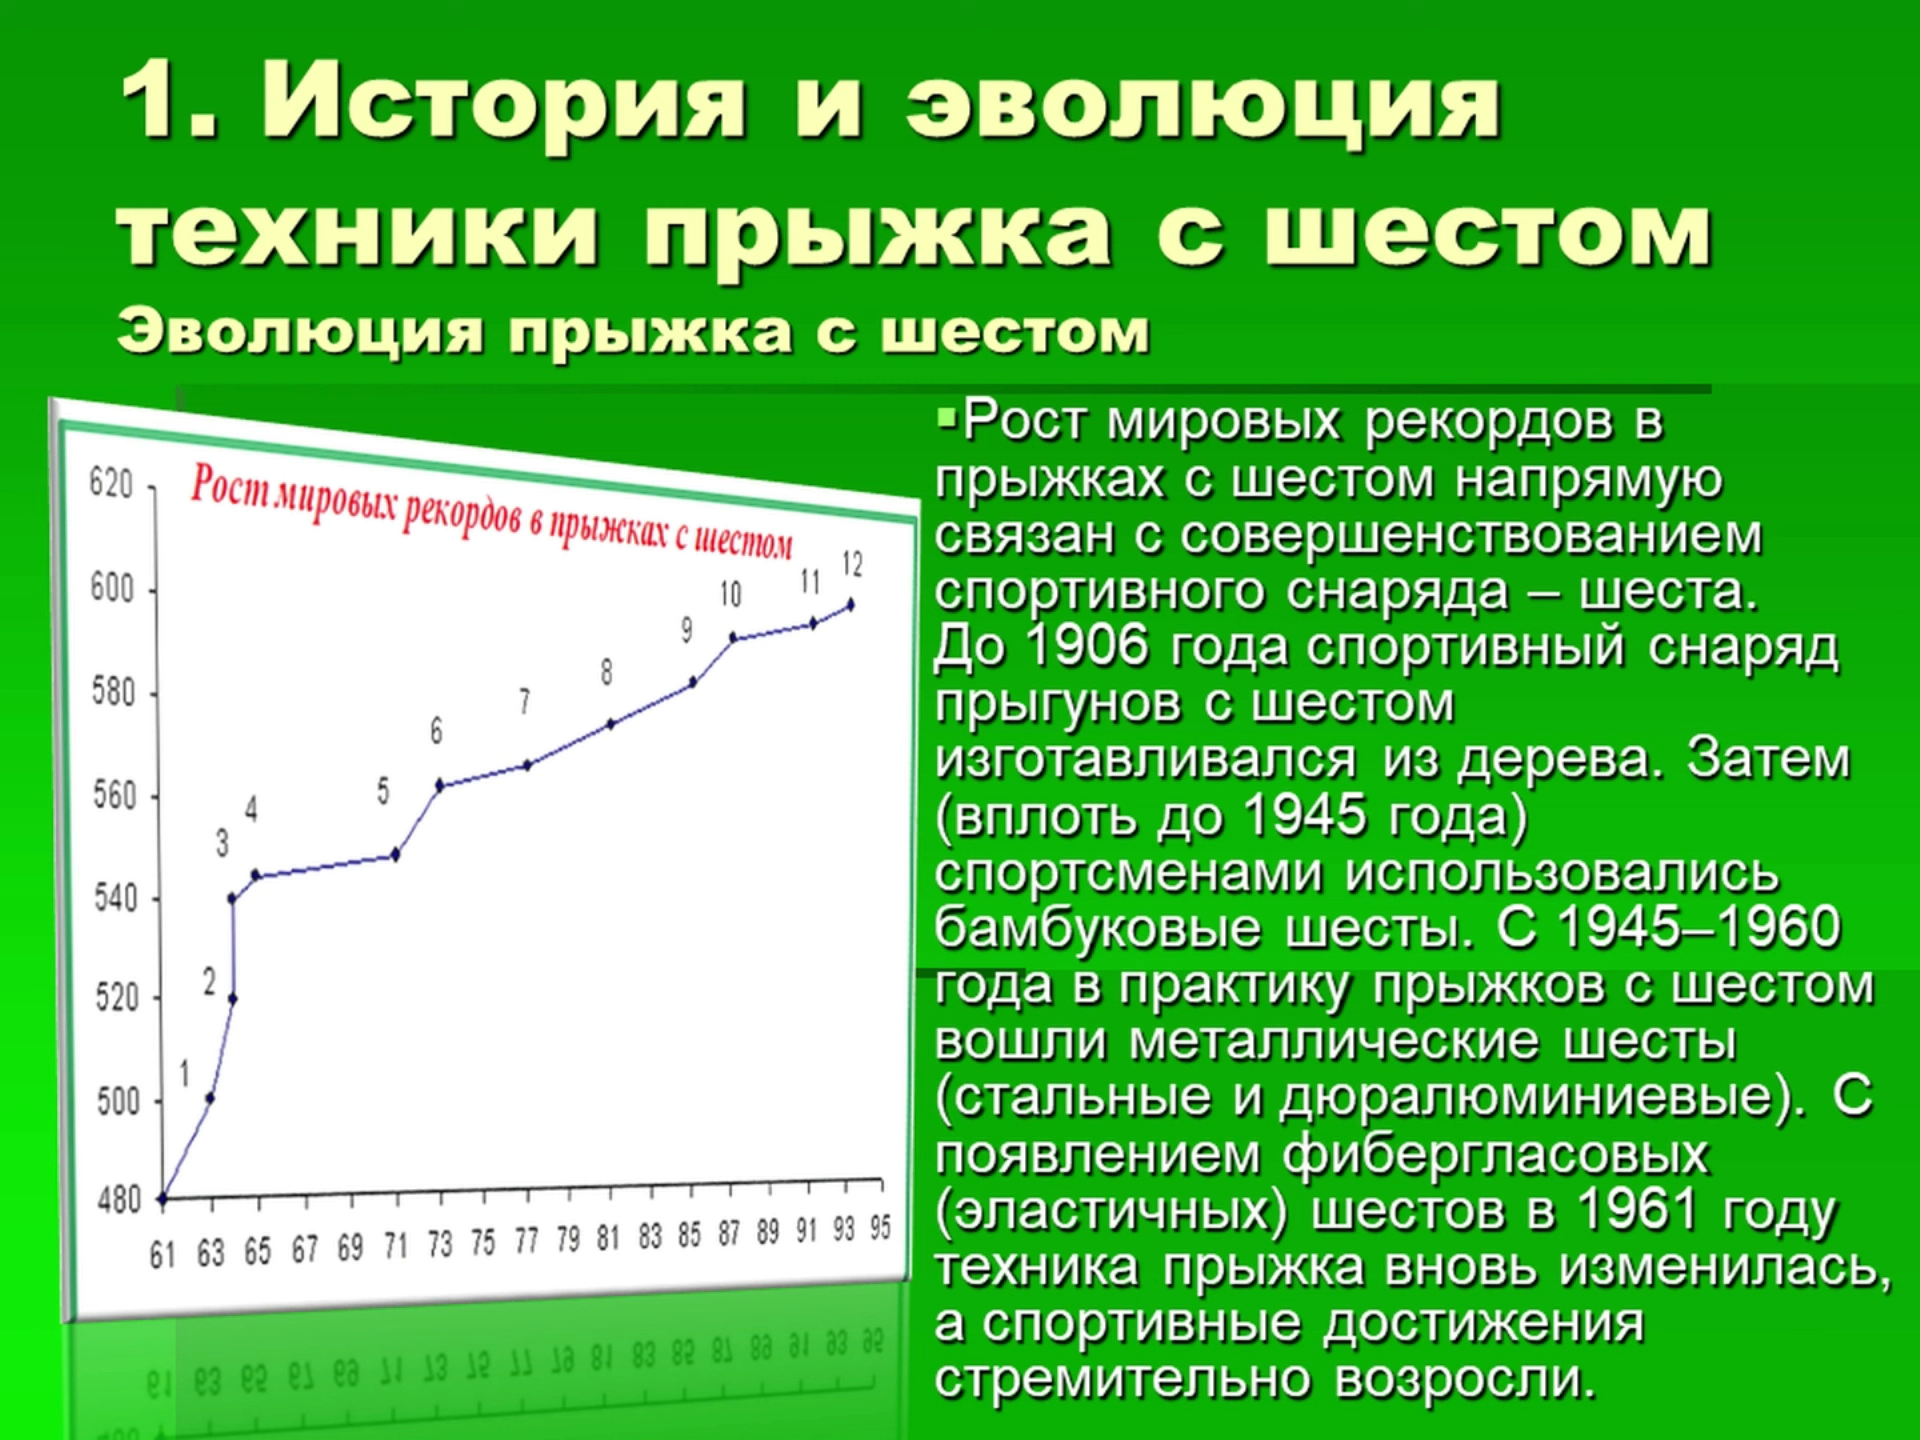 1. История и эволюция
техники прыжка с шестом
Эволюция прыжка с шестом
Рост мировых рекордов в прыжках с шестом
620
600
580
560
540
520
500
480
1
2
3
4
5
6
7
8
9
10
11
12
61 63 65 67 69 71 73 75 77 79 81 83 85 87 89 91 93 95
▪Рост мировых рекордов в
прыжках с шестом напрямую
связан с совершенствованием
спортивного снаряда – шеста.
До 1906 года спортивный снаряд
прыгунов с шестом
изготавливался из дерева. Затем
(вплоть до 1945 года)
спортсменами использовались
бамбуковые шесты. С 1945–1960
года в практику прыжков с шестом
вошли металлические шесты
(стальные и дюралюминиевые). С
появлением фибергласовых
(эластичных) шестов в 1961 году
техника прыжка вновь изменилась,
а спортивные достижения
стремительно возросли.